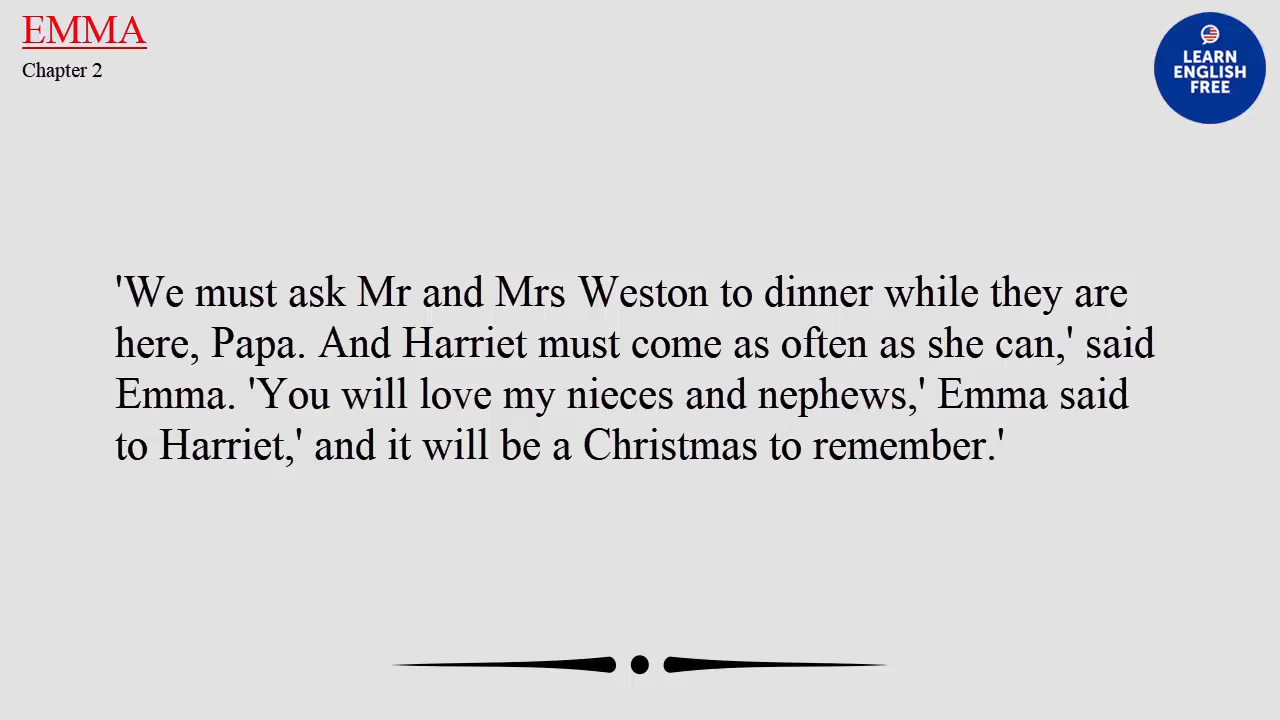 EMMA
Chapter 2
LEARN
ENGLISH
FREE
'We must ask Mr and Mrs Weston to dinner while they are
here, Papa. And Harriet must come as often as she can,' said
Emma. 'You will love my nieces and nephews,' Emma said
to Harriet,' and it will be a Christmas to remember.'